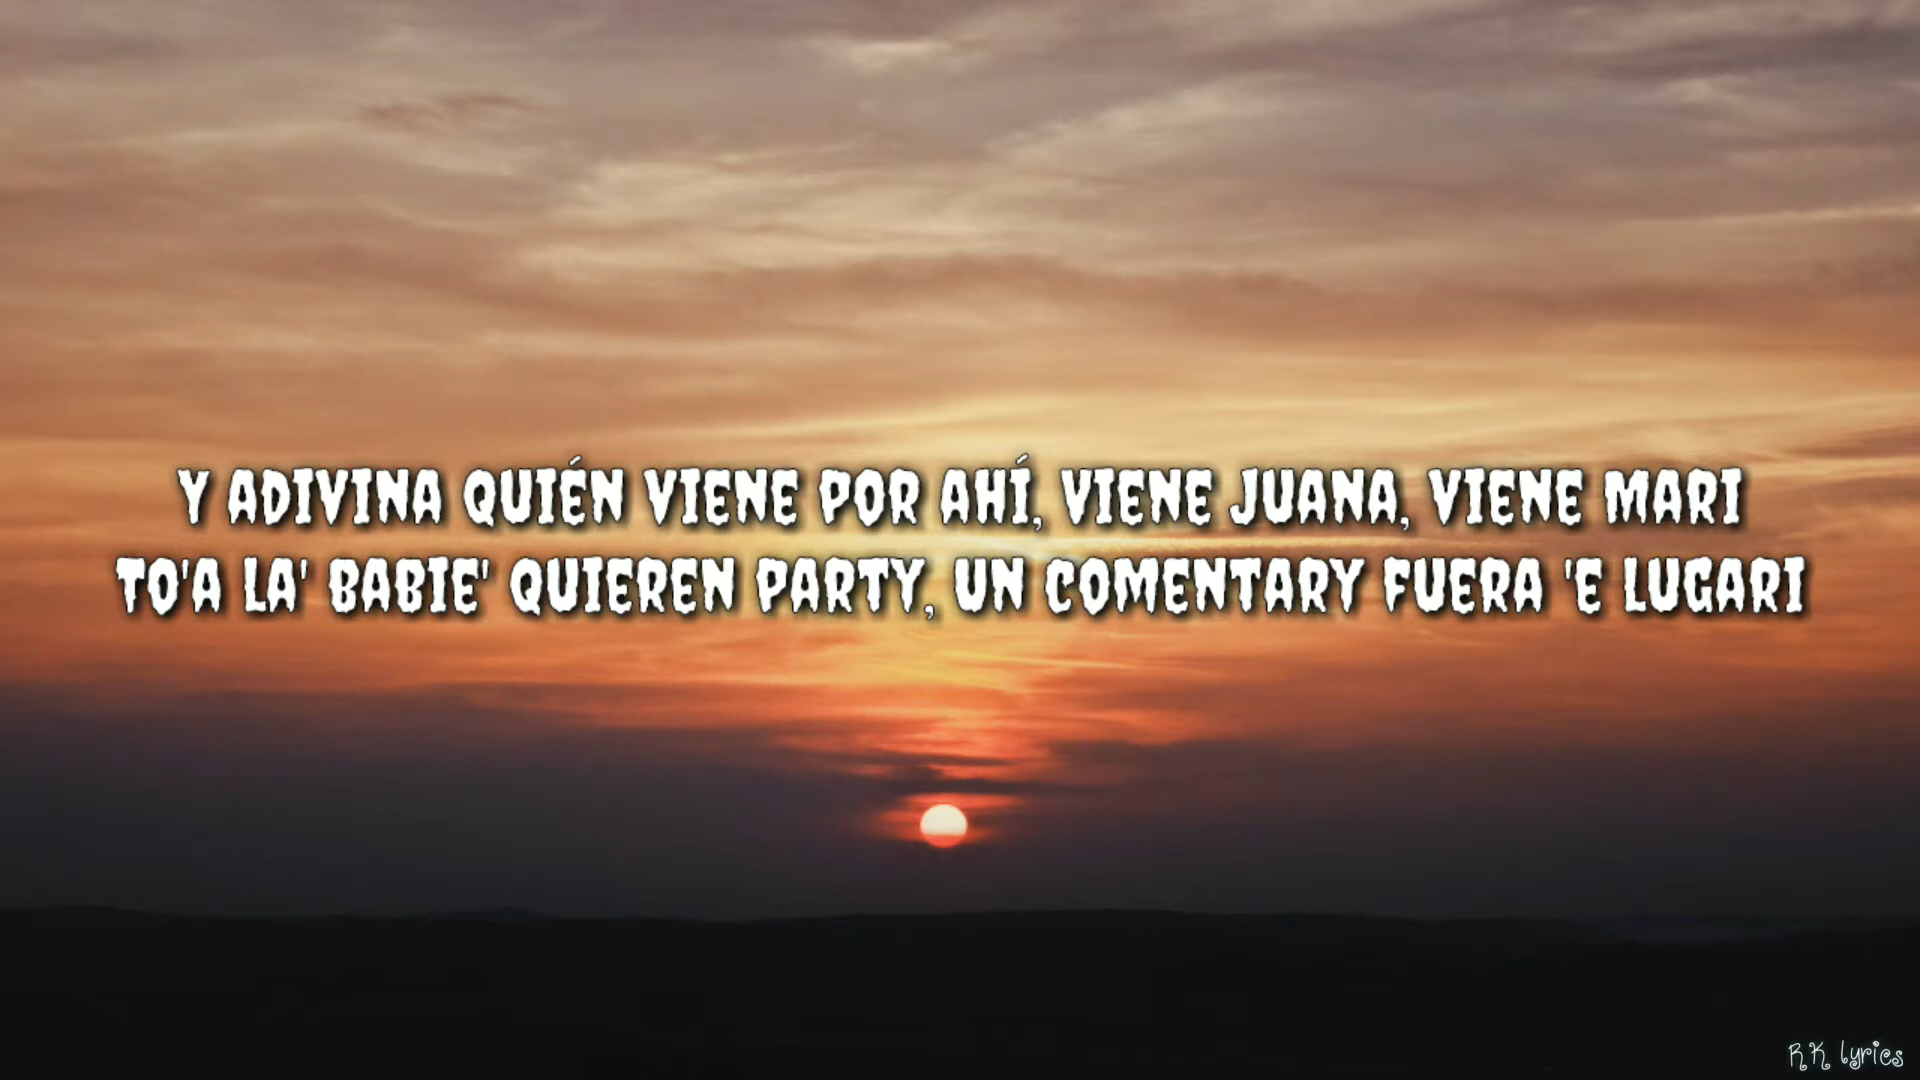 Y ADIVINA QUIÉN VIENE POR AHÍ, VIENE JUANA, VIENE MARI
TO'A LA' BABIE' QUIEREN PARTY, UN COMENTARY FUERA 'E LUGARI
RK lyrics